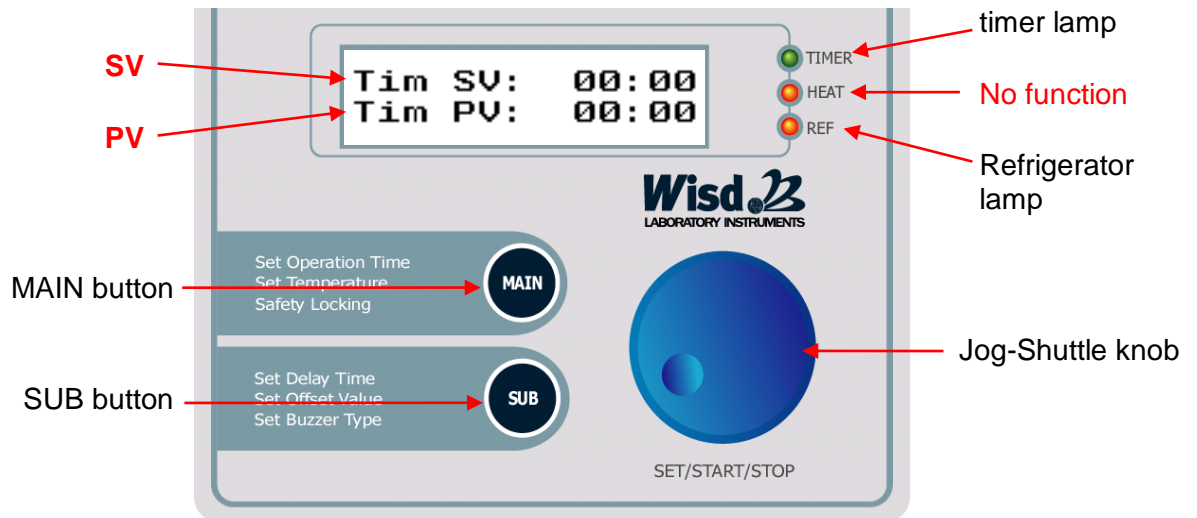 timer lamp
SV
Tim SV: 00:00
TIMER
PV
Tim PV: 00:00
HEAT
No function
REF
Refrigerator
lamp
Wisd
LABORATORY INSTRUMENTS
MAIN button
Set Operation Time
Set Temperature
Safety Locking
MAIN
Jog-Shuttle knob
SUB button
Set Delay Time
Set Offset Value
Set Buzzer Type
SUB
SET/START/STOP